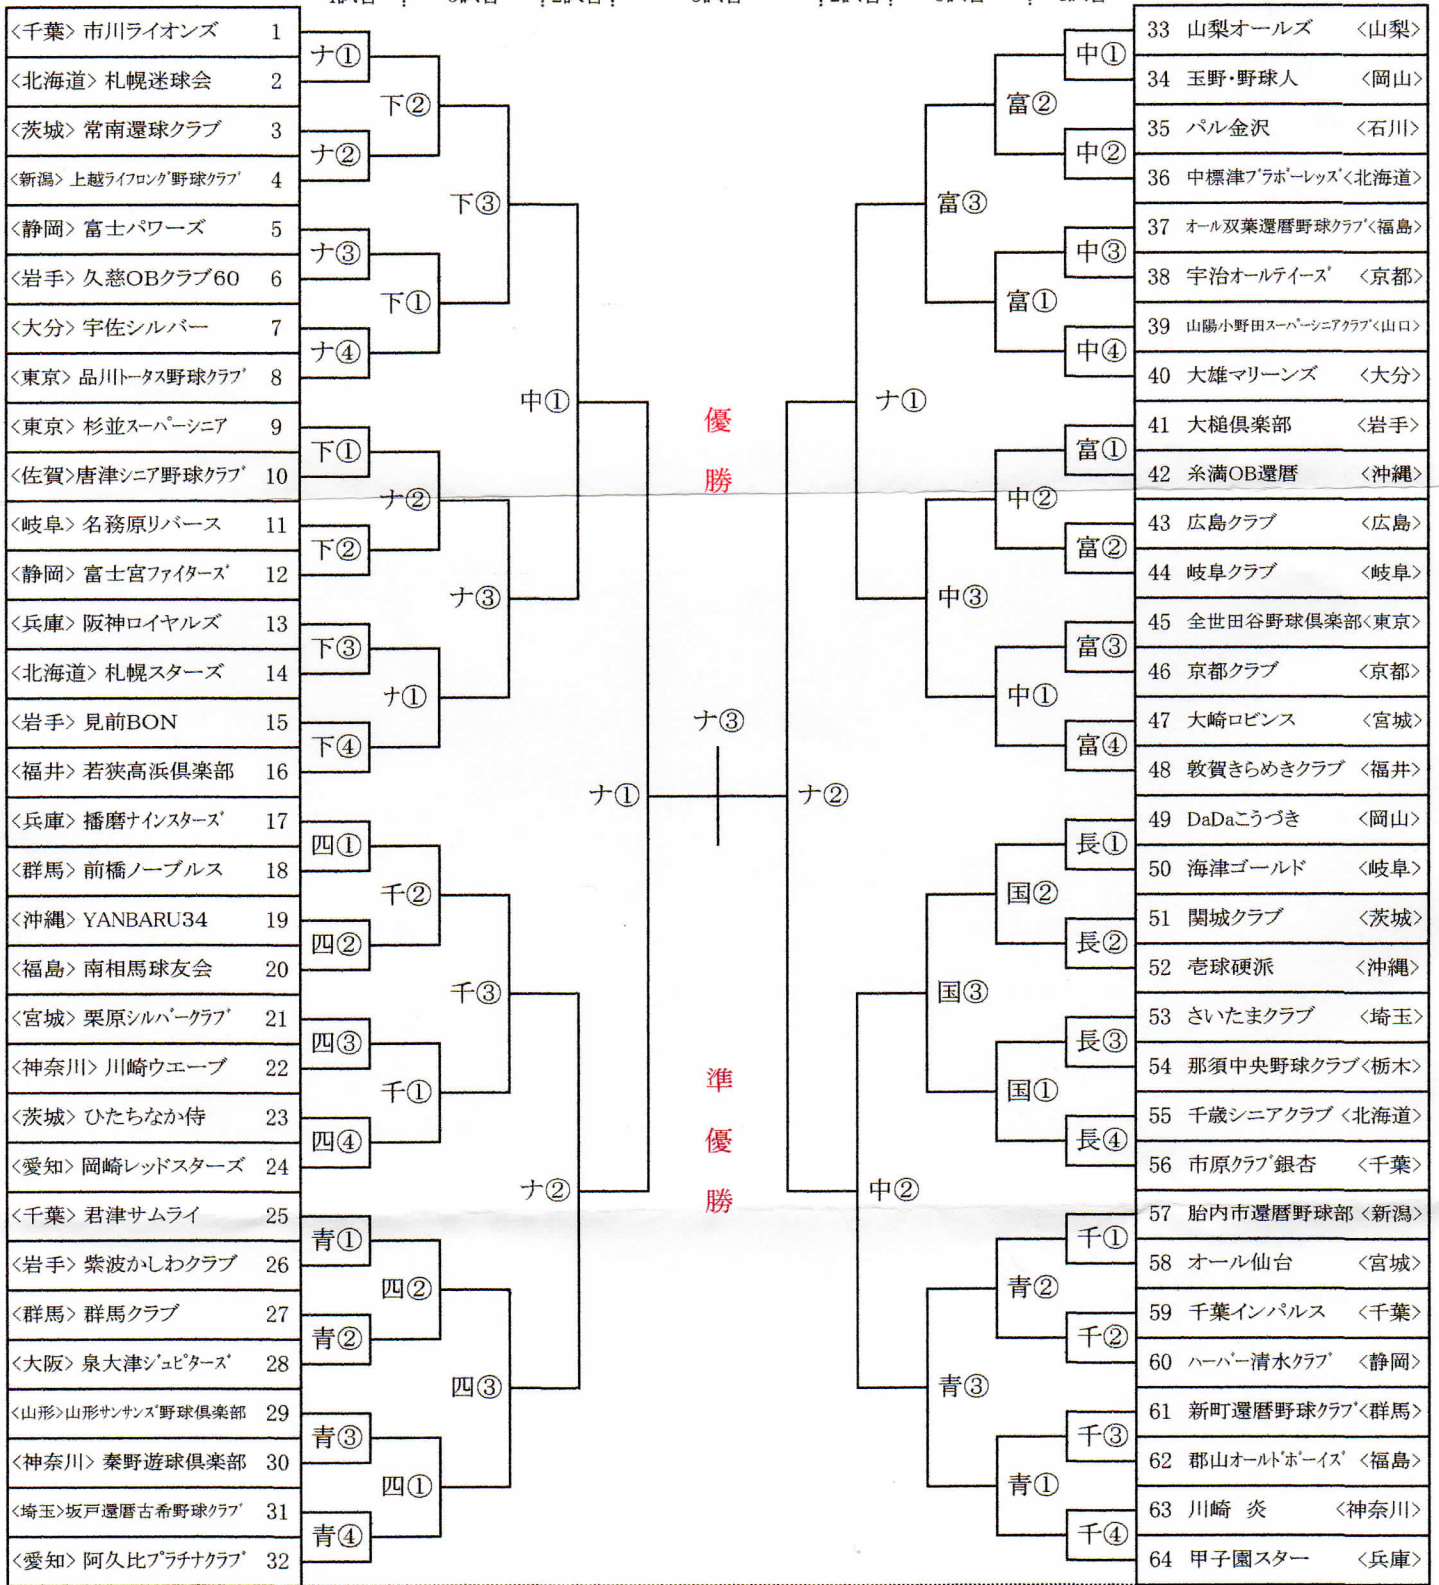 <千葉> 市川ライオンズ 1
<北海道> 札幌迷球会 2
<茨城> 常南還球クラブ 3
<新潟> 上越ライフロング野球クラブ 4
<静岡> 富士パワーズ 5
<岩手> 久慈OBクラブ60 6
<大分> 宇佐シルバー 7
<東京> 品川トータス野球クラブ 8
<東京> 杉並スーパーシニア 9
<佐賀> 唐津シニア野球クラブ 10
<岐阜> 名務原リバース 11
<静岡> 富士宮ファイターズ 12
<兵庫> 阪神ロイヤルズ 13
<北海道> 札幌スターズ 14
<岩手> 見前BON 15
<福井> 若狭高浜倶楽部 16
<兵庫> 播磨ナインスターズ 17
<群馬> 前橋ノーブルス 18
<沖縄> YANBARU34 19
<福島> 南相馬球友会 20
<宮城> 栗原シルバークラブ 21
<神奈川> 川崎ウエーブ 22
<茨城> ひたちなか侍 23
<愛知> 岡崎レッドスターズ 24
<千葉> 君津サムライ 25
<岩手> 紫波かしわクラブ 26
<群馬> 群馬クラブ 27
<大阪> 泉大津ジュピターズ 28
<山形> 山形サンサンズ野球倶楽部 29
<神奈川> 秦野遊球倶楽部 30
<埼玉> 坂戸還暦古希野球クラブ 31
<愛知> 阿久比プラチナクラブ 32
ナ①
ナ②
ナ③
ナ④
下①
下②
下③
下④
四①
四②
四③
四④
青①
青②
青③
青④
下②
下①
ナ②
ナ①
千②
千①
四②
四①
下③
ナ③
千③
四③
中①
ナ②
ナ①
優勝
ナ③
準優勝
ナ②
ナ①
中②
富③
中③
国③
青③
富②
富①
中②
中①
国②
国①
青②
青①
中①
中②
中③
中④
富①
富②
富③
富④
長①
長②
長③
長④
千①
千②
千③
千④
33 山梨オールズ <山梨>
34 玉野・野球人 <岡山>
35 パル金沢 <石川>
36 中標津ブラボーレッズ <北海道>
37 オール双葉還暦野球クラブ <福島>
38 宇治オールテイーズ <京都>
39 山陽小野田スーパーシニアクラブ <山口>
40 大雄マリーンズ <大分>
41 大槌倶楽部 <岩手>
42 糸満OB還暦 <沖縄>
43 広島クラブ <広島>
44 岐阜クラブ <岐阜>
45 全世田谷野球倶楽部 <東京>
46 京都クラブ <京都>
47 大崎ロビンス <宮城>
48 敦賀きらめきクラブ <福井>
49 DaDaこうづき <岡山>
50 海津ゴールド <岐阜>
51 関城クラブ <茨城>
52 壱球硬派 <沖縄>
53 さいたまクラブ <埼玉>
54 那須中央野球クラブ <栃木>
55 千歳シニアクラブ <北海道>
56 市原クラブ銀杏 <千葉>
57 胎内市還暦野球部 <新潟>
58 オール仙台 <宮城>
59 千葉インパルス <千葉>
60 ハーバー清水クラブ <静岡>
61 新町還暦野球クラブ <群馬>
62 郡山オールドボーイズ <福島>
63 川崎 炎 <神奈川>
64 甲子園スター <兵庫>